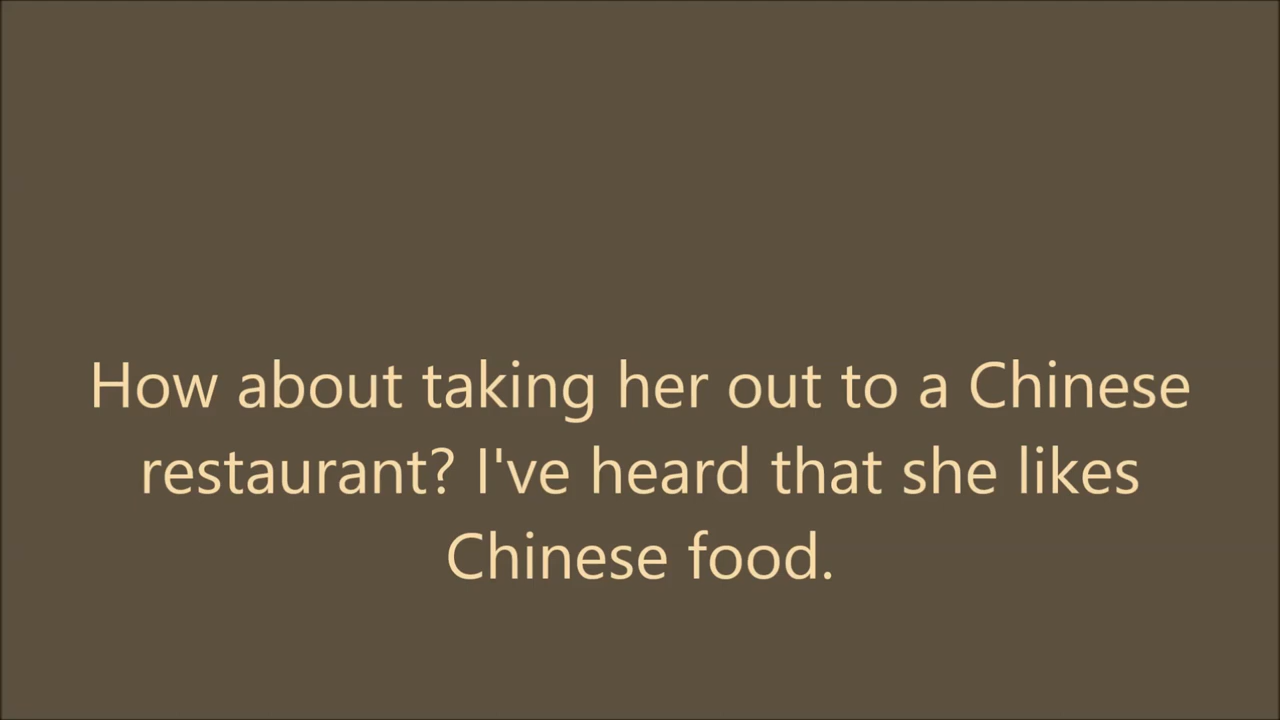 How about taking her out to a Chinese
restaurant? I've heard that she likes
Chinese food.